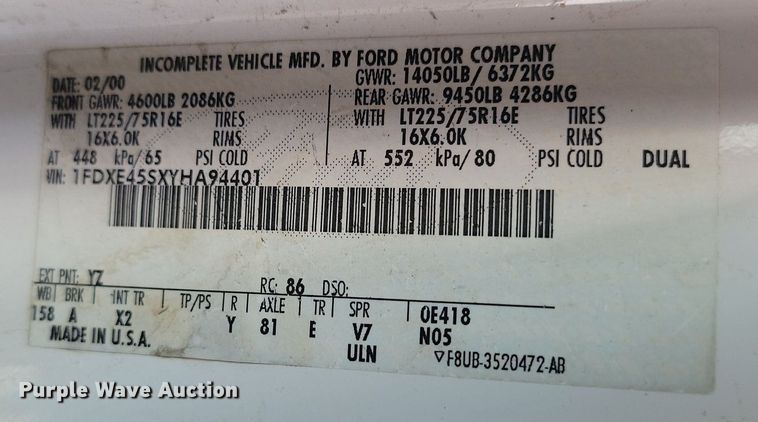 INCOMPLETE VEHICLE MFD. BY FORD MOTOR COMPANY
DATE: 02/00 GVWR: 14050LB/ 6372KG
FRONT GAWR: 4600LB 2086KG REAR GAWR: 9450LB 4286KG
WITH LT225/75R16E TIRES WITH LT225/75R16E TIRES
16X6.0K RIMS 16X6.0K RIMS
AT 448 kPa/65 PSI COLD AT 552 kPa/80 PSI COLD DUAL
VIN: 1FDXE45SXYHA94401
EXT PNT: YZ RC: 86 DSO:
WB BRK INT TR TP/PS R AXLE TR SPR 0E418
158 A X2 Y 81 E V7 N05
MADE IN U.S.A. ULN ▽F8UB-3520472-AB
Purple Wave Auction